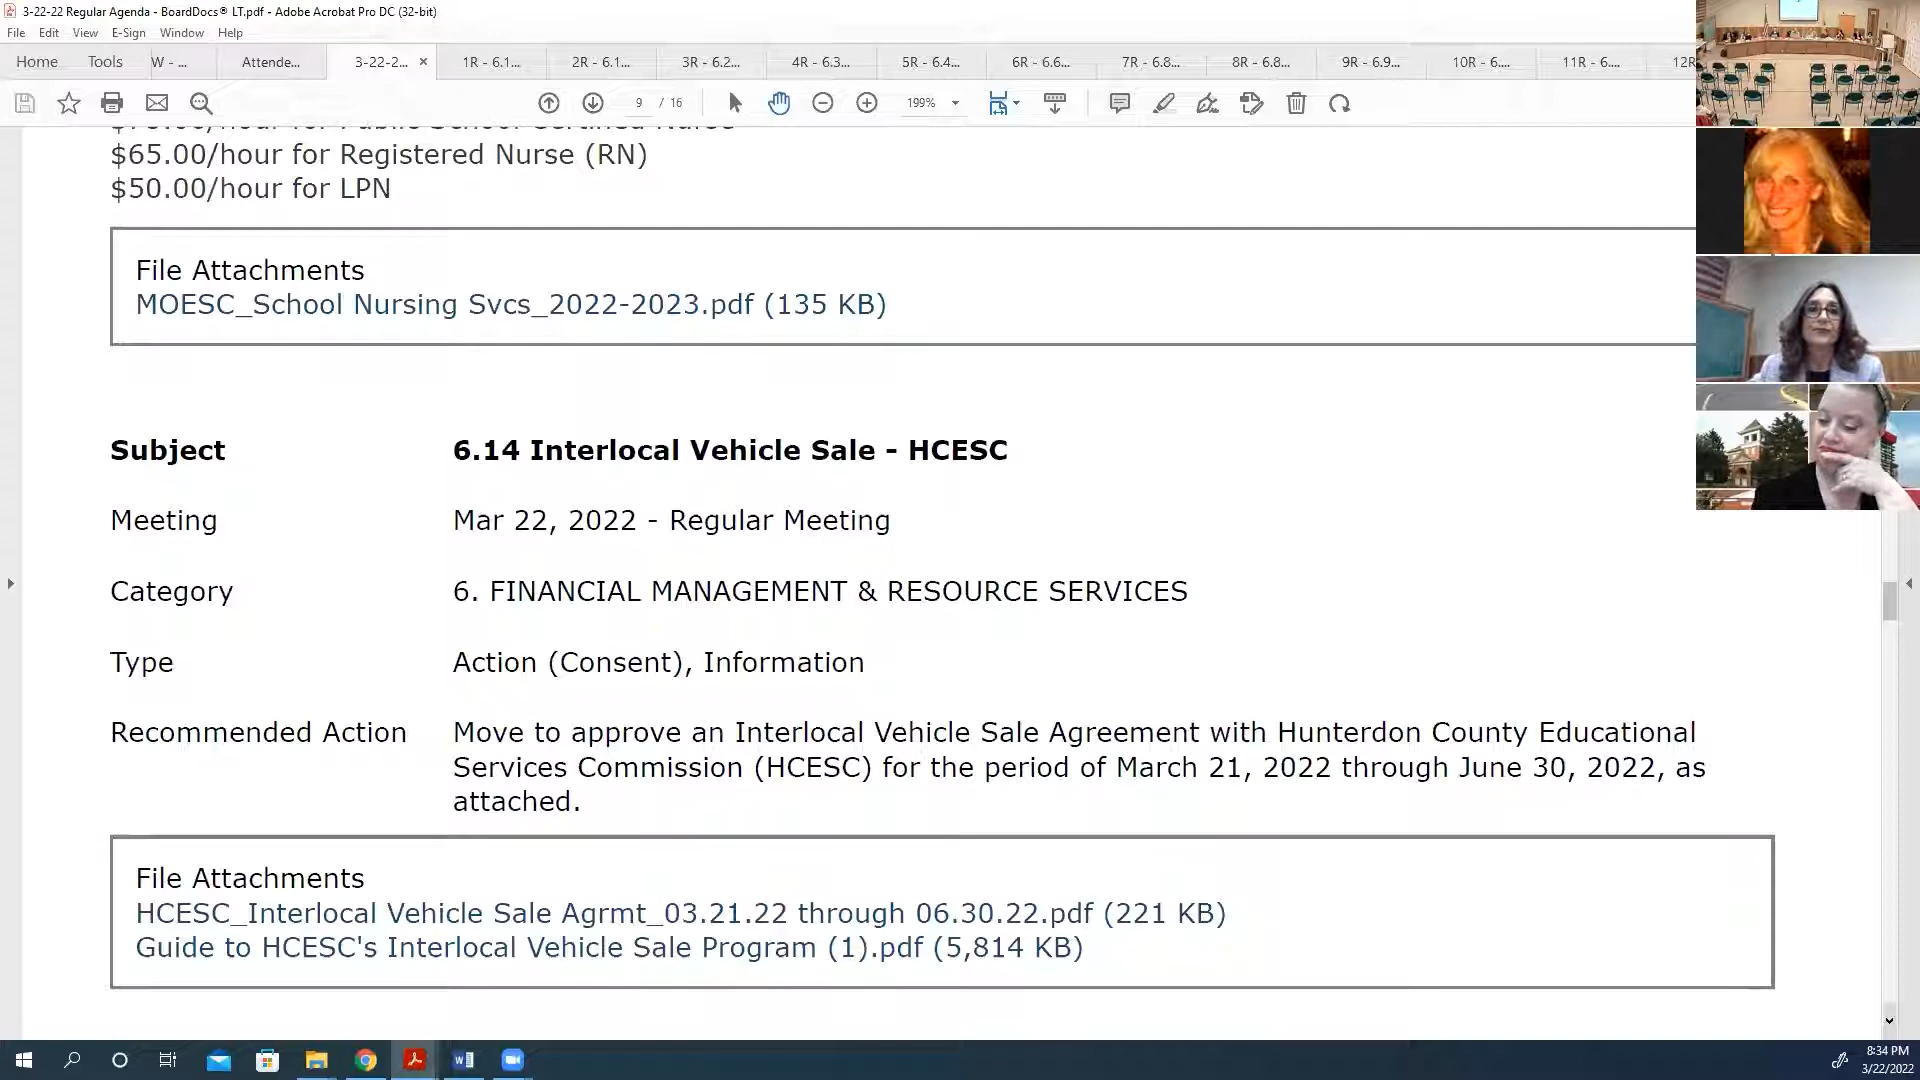 3-22-22 Regular Agenda - BoardDocs® LT.pdf - Adobe Acrobat Pro DC (32-bit)
File Edit View E-Sign Window Help
Home Tools W - ... Attende... 3-22-2... × 1R - 6.1... 2R - 6.1... 3R - 6.2... 4R - 6.3... 5R - 6.4... 6R - 6.6... 7R - 6.8... 8R - 6.8... 9R - 6.9... 10R - 6.... 11R - 6.... 12R
9 / 16 199%
$65.00/hour for Registered Nurse (RN)
$50.00/hour for LPN
File Attachments
MOESC_School Nursing Svcs_2022-2023.pdf (135 KB)
Subject 6.14 Interlocal Vehicle Sale - HCESC
Meeting Mar 22, 2022 - Regular Meeting
Category 6. FINANCIAL MANAGEMENT & RESOURCE SERVICES
Type Action (Consent), Information
Recommended Action Move to approve an Interlocal Vehicle Sale Agreement with Hunterdon County Educational
Services Commission (HCESC) for the period of March 21, 2022 through June 30, 2022, as
attached.
File Attachments
HCESC_Interlocal Vehicle Sale Agrmt_03.21.22 through 06.30.22.pdf (221 KB)
Guide to HCESC's Interlocal Vehicle Sale Program (1).pdf (5,814 KB)
8:34 PM
3/22/2022